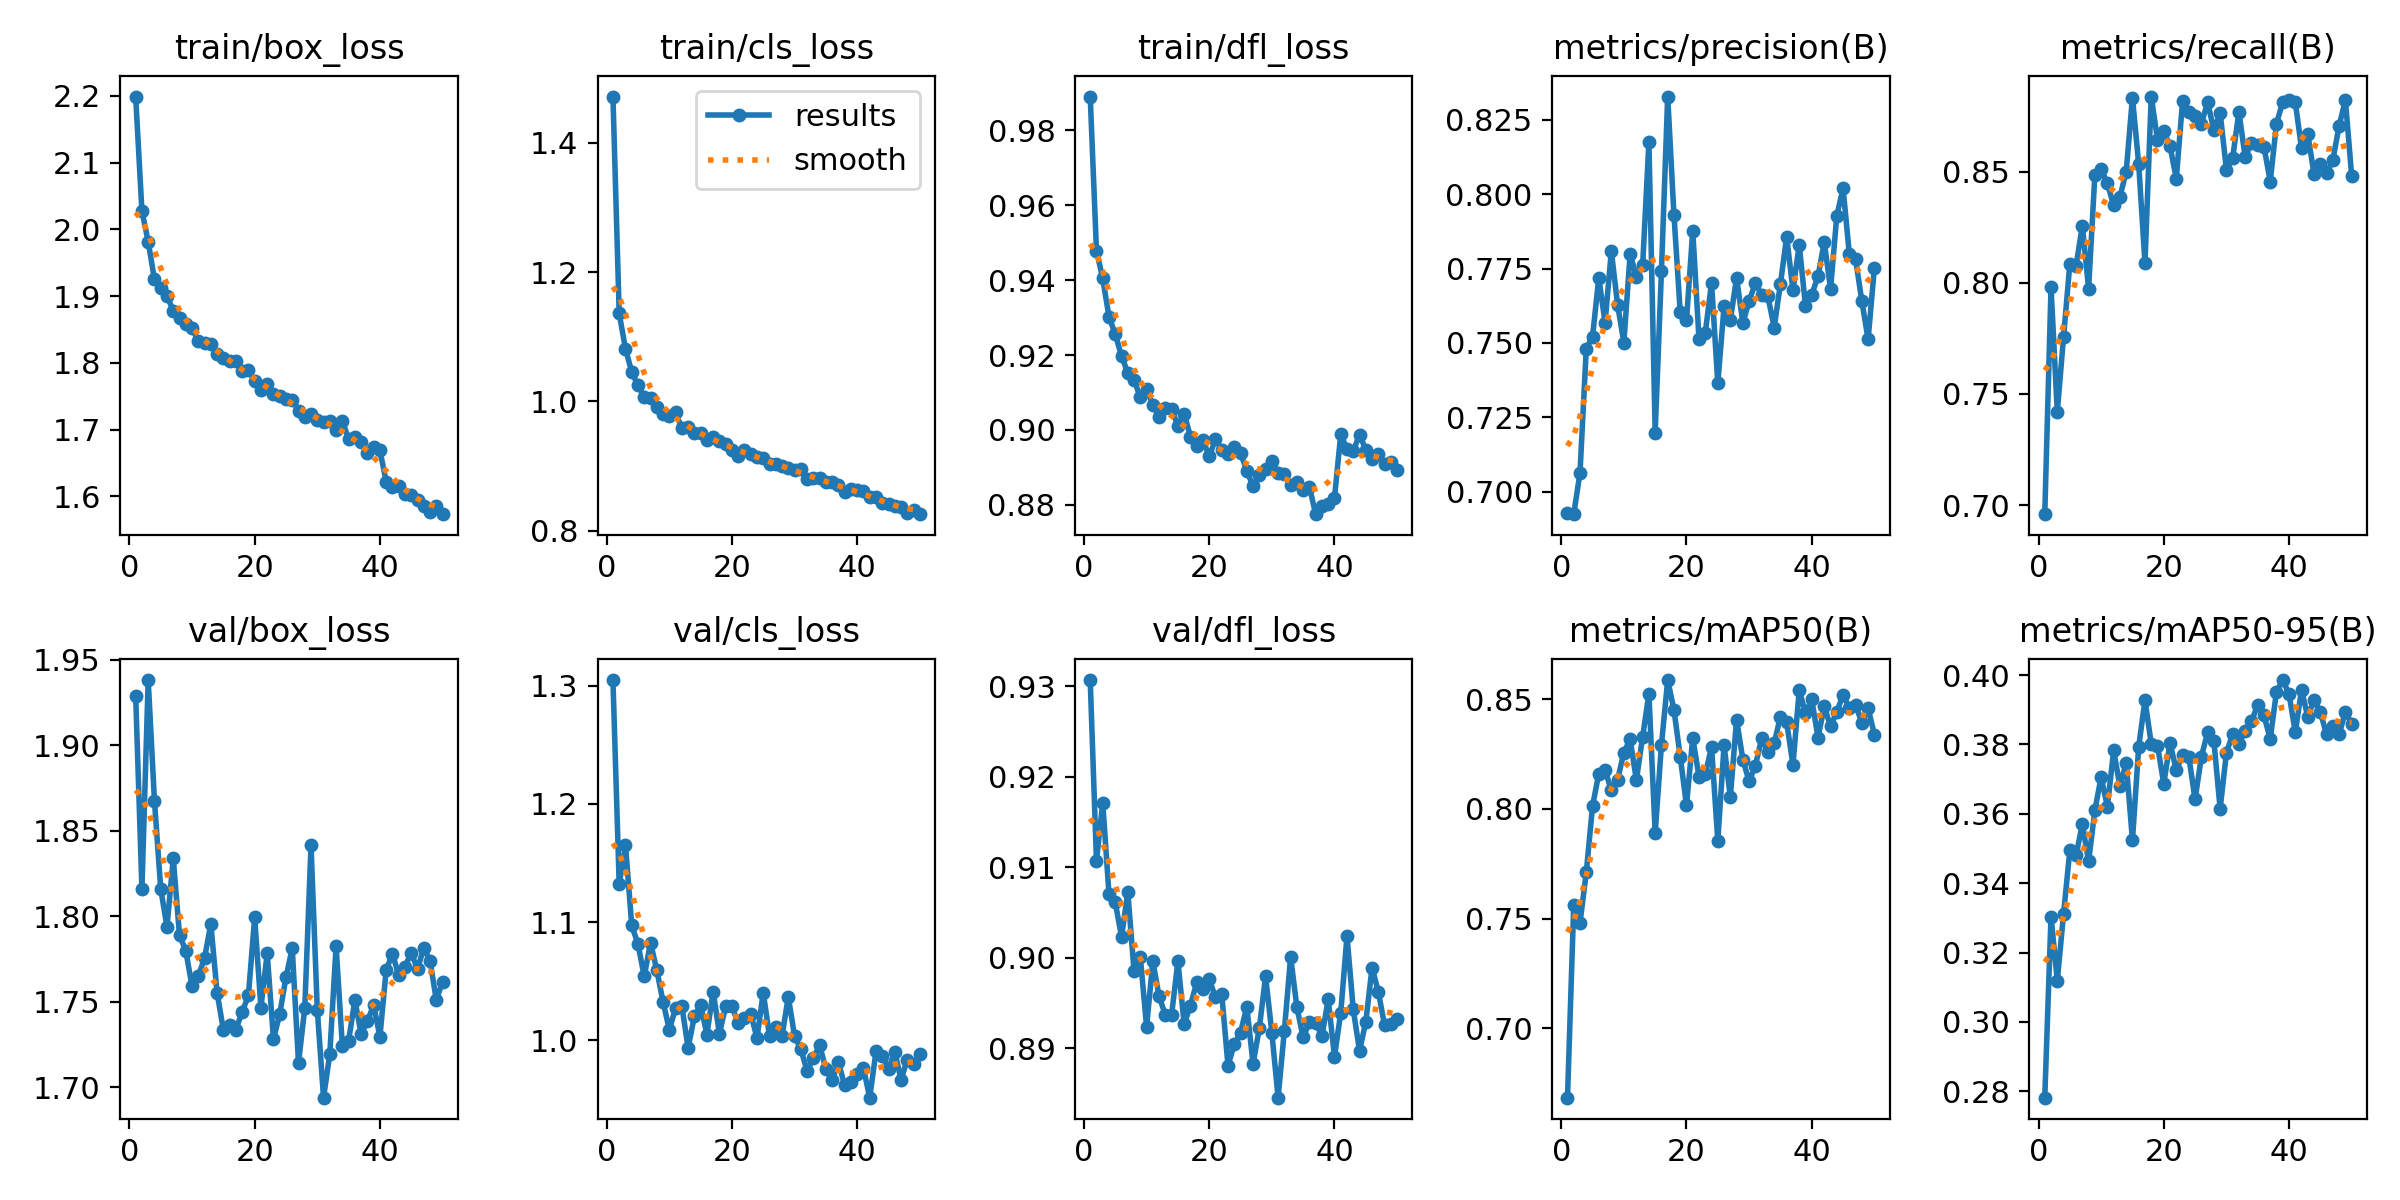 train/box_loss
2.2
2.1
2.0
1.9
1.8
1.7
1.6
0 20 40
train/cls_loss
results
smooth
1.4
1.2
1.0
0.8
0 20 40
train/dfl_loss
0.98
0.96
0.94
0.92
0.90
0.88
0 20 40
metrics/precision(B)
0.825
0.800
0.775
0.750
0.725
0.700
0 20 40
metrics/recall(B)
0.85
0.80
0.75
0.70
0 20 40
val/box_loss
1.95
1.90
1.85
1.80
1.75
1.70
0 20 40
val/cls_loss
1.3
1.2
1.1
1.0
0 20 40
val/dfl_loss
0.93
0.92
0.91
0.90
0.89
0 20 40
metrics/mAP50(B)
0.85
0.80
0.75
0.70
0 20 40
metrics/mAP50-95(B)
0.40
0.38
0.36
0.34
0.32
0.30
0.28
0 20 40